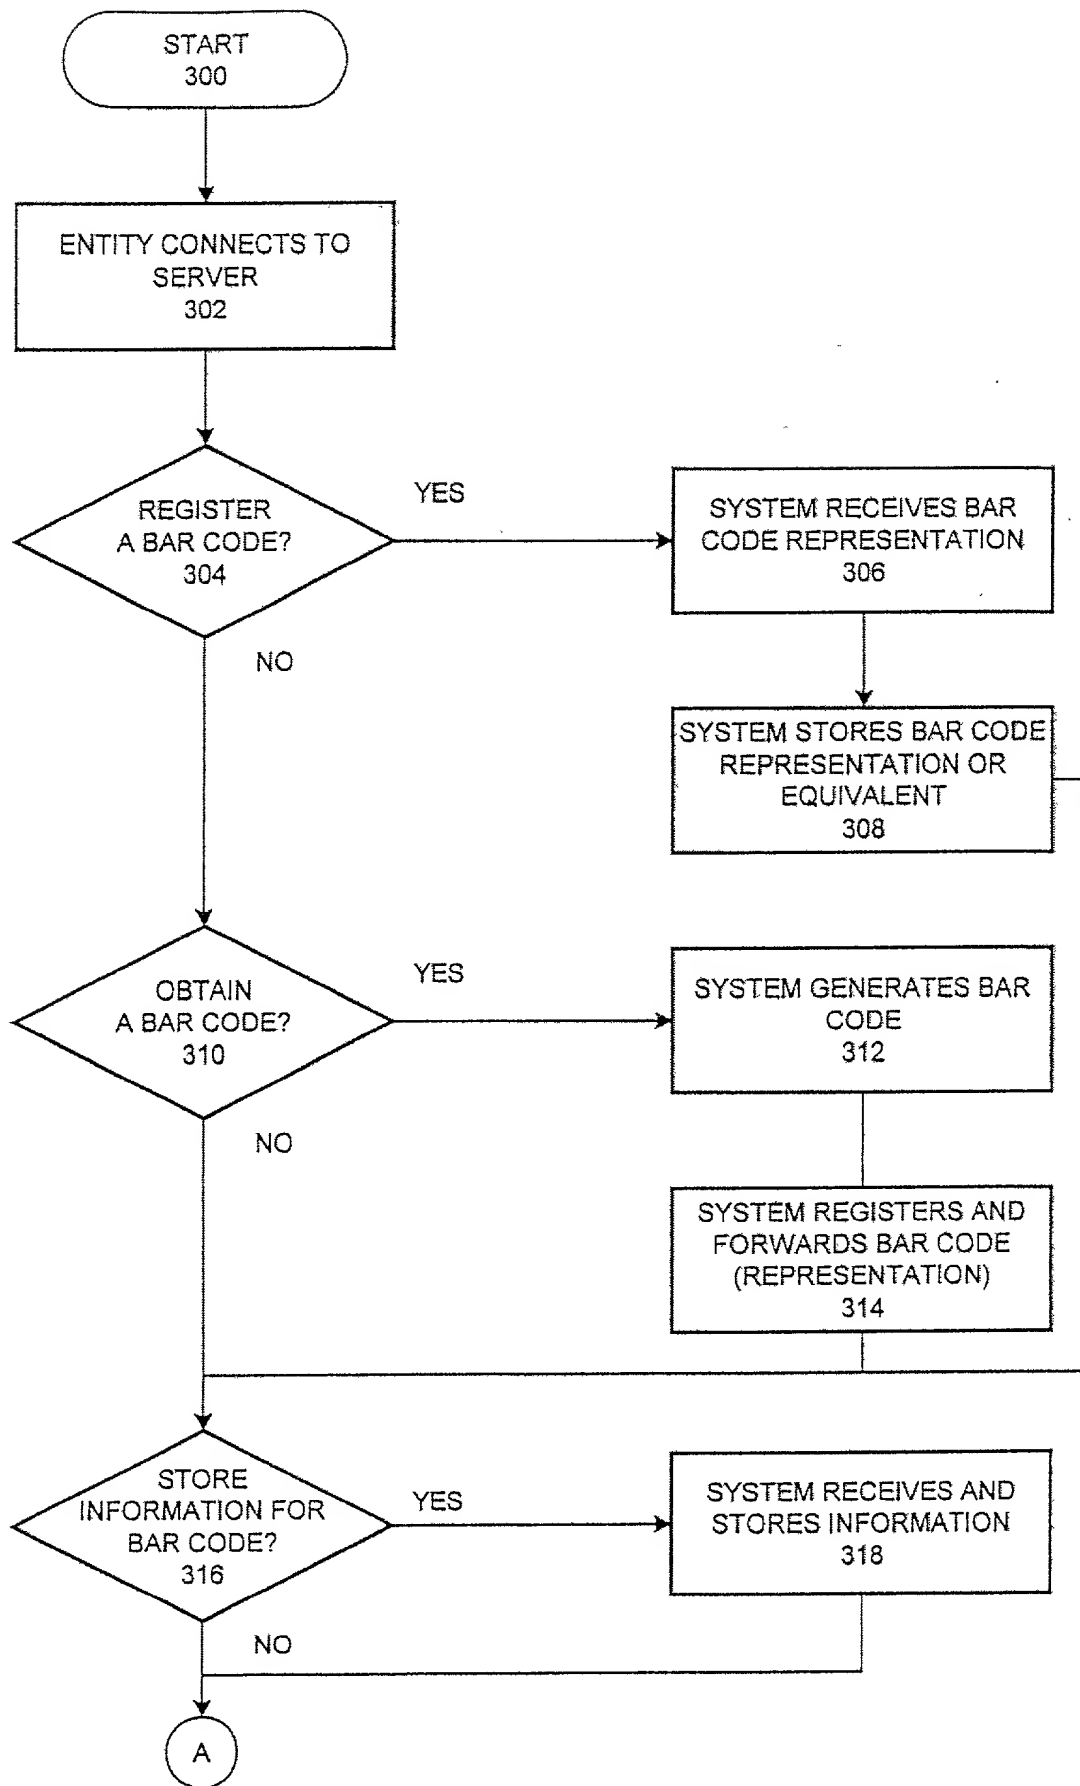 START
300
ENTITY CONNECTS TO
SERVER
302
REGISTER
A BAR CODE?
304
YES
NO
SYSTEM RECEIVES BAR
CODE REPRESENTATION
306
SYSTEM STORES BAR CODE
REPRESENTATION OR
EQUIVALENT
308
OBTAIN
A BAR CODE?
310
YES
NO
SYSTEM GENERATES BAR
CODE
312
SYSTEM REGISTERS AND
FORWARDS BAR CODE
(REPRESENTATION)
314
STORE
INFORMATION FOR
BAR CODE?
316
YES
NO
SYSTEM RECEIVES AND
STORES INFORMATION
318
A